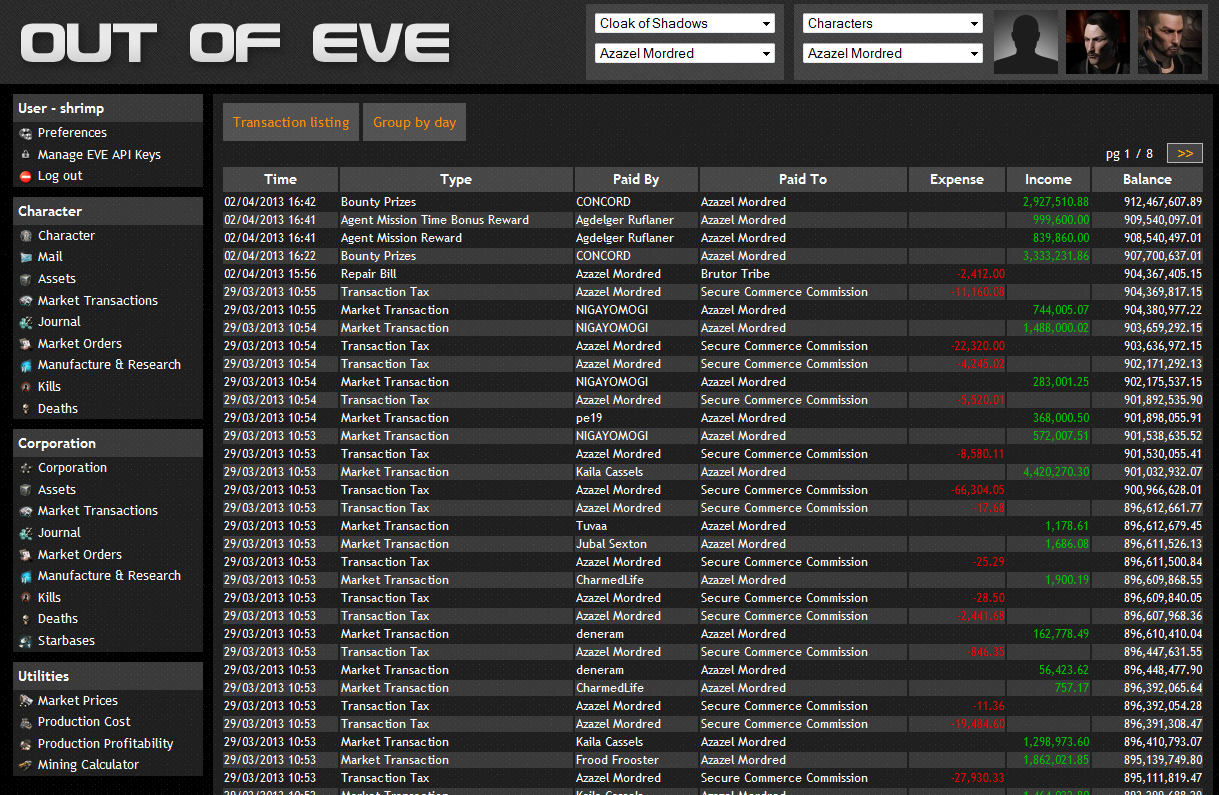 OUT OF EVE
Cloak of Shadows
Azazel Mordred
Characters
Azazel Mordred
User - shrimp
Preferences
Manage EVE API Keys
Log out
Character
Character
Mail
Assets
Market Transactions
Journal
Market Orders
Manufacture & Research
Kills
Deaths
Corporation
Corporation
Assets
Market Transactions
Journal
Market Orders
Manufacture & Research
Kills
Deaths
Starbases
Utilities
Market Prices
Production Cost
Production Profitability
Mining Calculator
Transaction listing Group by day
pg 1 / 8 >>
Time Type Paid By Paid To Expense Income Balance
02/04/2013 16:42 Bounty Prizes CONCORD Azazel Mordred 2,927,510.88 912,467,607.89
02/04/2013 16:41 Agent Mission Time Bonus Reward Agdelger Ruflaner Azazel Mordred 999,600.00 909,540,097.01
02/04/2013 16:41 Agent Mission Reward Agdelger Ruflaner Azazel Mordred 839,860.00 908,540,497.01
02/04/2013 16:22 Bounty Prizes CONCORD Azazel Mordred 3,333,231.86 907,700,637.01
02/04/2013 15:56 Repair Bill Azazel Mordred Brutor Tribe -2,412.00 904,367,405.15
29/03/2013 10:55 Transaction Tax Azazel Mordred Secure Commerce Commission -11,160.08 904,369,817.15
29/03/2013 10:55 Market Transaction NIGAYOMOGI Azazel Mordred 744,005.07 904,380,977.22
29/03/2013 10:54 Market Transaction NIGAYOMOGI Azazel Mordred 1,488,000.02 903,659,292.15
29/03/2013 10:54 Transaction Tax Azazel Mordred Secure Commerce Commission -22,320.00 903,636,972.15
29/03/2013 10:54 Transaction Tax Azazel Mordred Secure Commerce Commission -4,245.02 902,171,292.13
29/03/2013 10:54 Market Transaction NIGAYOMOGI Azazel Mordred 283,001.25 902,175,537.15
29/03/2013 10:54 Transaction Tax Azazel Mordred Secure Commerce Commission -5,520.01 901,892,535.90
29/03/2013 10:54 Market Transaction pe19 Azazel Mordred 368,000.50 901,898,055.91
29/03/2013 10:53 Market Transaction NIGAYOMOGI Azazel Mordred 572,007.51 901,538,635.52
29/03/2013 10:53 Transaction Tax Azazel Mordred Secure Commerce Commission -8,580.11 901,530,055.41
29/03/2013 10:53 Market Transaction Kaila Cassels Azazel Mordred 4,420,270.30 901,032,932.07
29/03/2013 10:53 Transaction Tax Azazel Mordred Secure Commerce Commission -66,304.05 900,966,628.01
29/03/2013 10:53 Transaction Tax Azazel Mordred Secure Commerce Commission -17.68 896,612,661.77
29/03/2013 10:53 Market Transaction Tuvaa Azazel Mordred 1,178.61 896,612,679.45
29/03/2013 10:53 Market Transaction Jubal Sexton Azazel Mordred 1,686.08 896,611,526.13
29/03/2013 10:53 Transaction Tax Azazel Mordred Secure Commerce Commission -25.29 896,611,500.84
29/03/2013 10:53 Market Transaction CharmedLife Azazel Mordred 1,900.19 896,609,868.55
29/03/2013 10:53 Transaction Tax Azazel Mordred Secure Commerce Commission -28.50 896,609,840.05
29/03/2013 10:53 Transaction Tax Azazel Mordred Secure Commerce Commission -2,441.68 896,607,968.36
29/03/2013 10:53 Market Transaction deneram Azazel Mordred 162,778.49 896,610,410.04
29/03/2013 10:53 Transaction Tax Azazel Mordred Secure Commerce Commission -846.35 896,447,631.55
29/03/2013 10:53 Market Transaction deneram Azazel Mordred 56,423.62 896,448,477.90
29/03/2013 10:53 Market Transaction CharmedLife Azazel Mordred 757.17 896,392,065.64
29/03/2013 10:53 Transaction Tax Azazel Mordred Secure Commerce Commission -11.36 896,392,054.28
29/03/2013 10:53 Transaction Tax Azazel Mordred Secure Commerce Commission -19,484.60 896,391,308.47
29/03/2013 10:53 Market Transaction Kaila Cassels Azazel Mordred 1,298,973.60 896,410,793.07
29/03/2013 10:53 Market Transaction Frood Frooster Azazel Mordred 1,862,021.85 895,139,749.80
29/03/2013 10:53 Transaction Tax Azazel Mordred Secure Commerce Commission -27,930.33 895,111,819.47